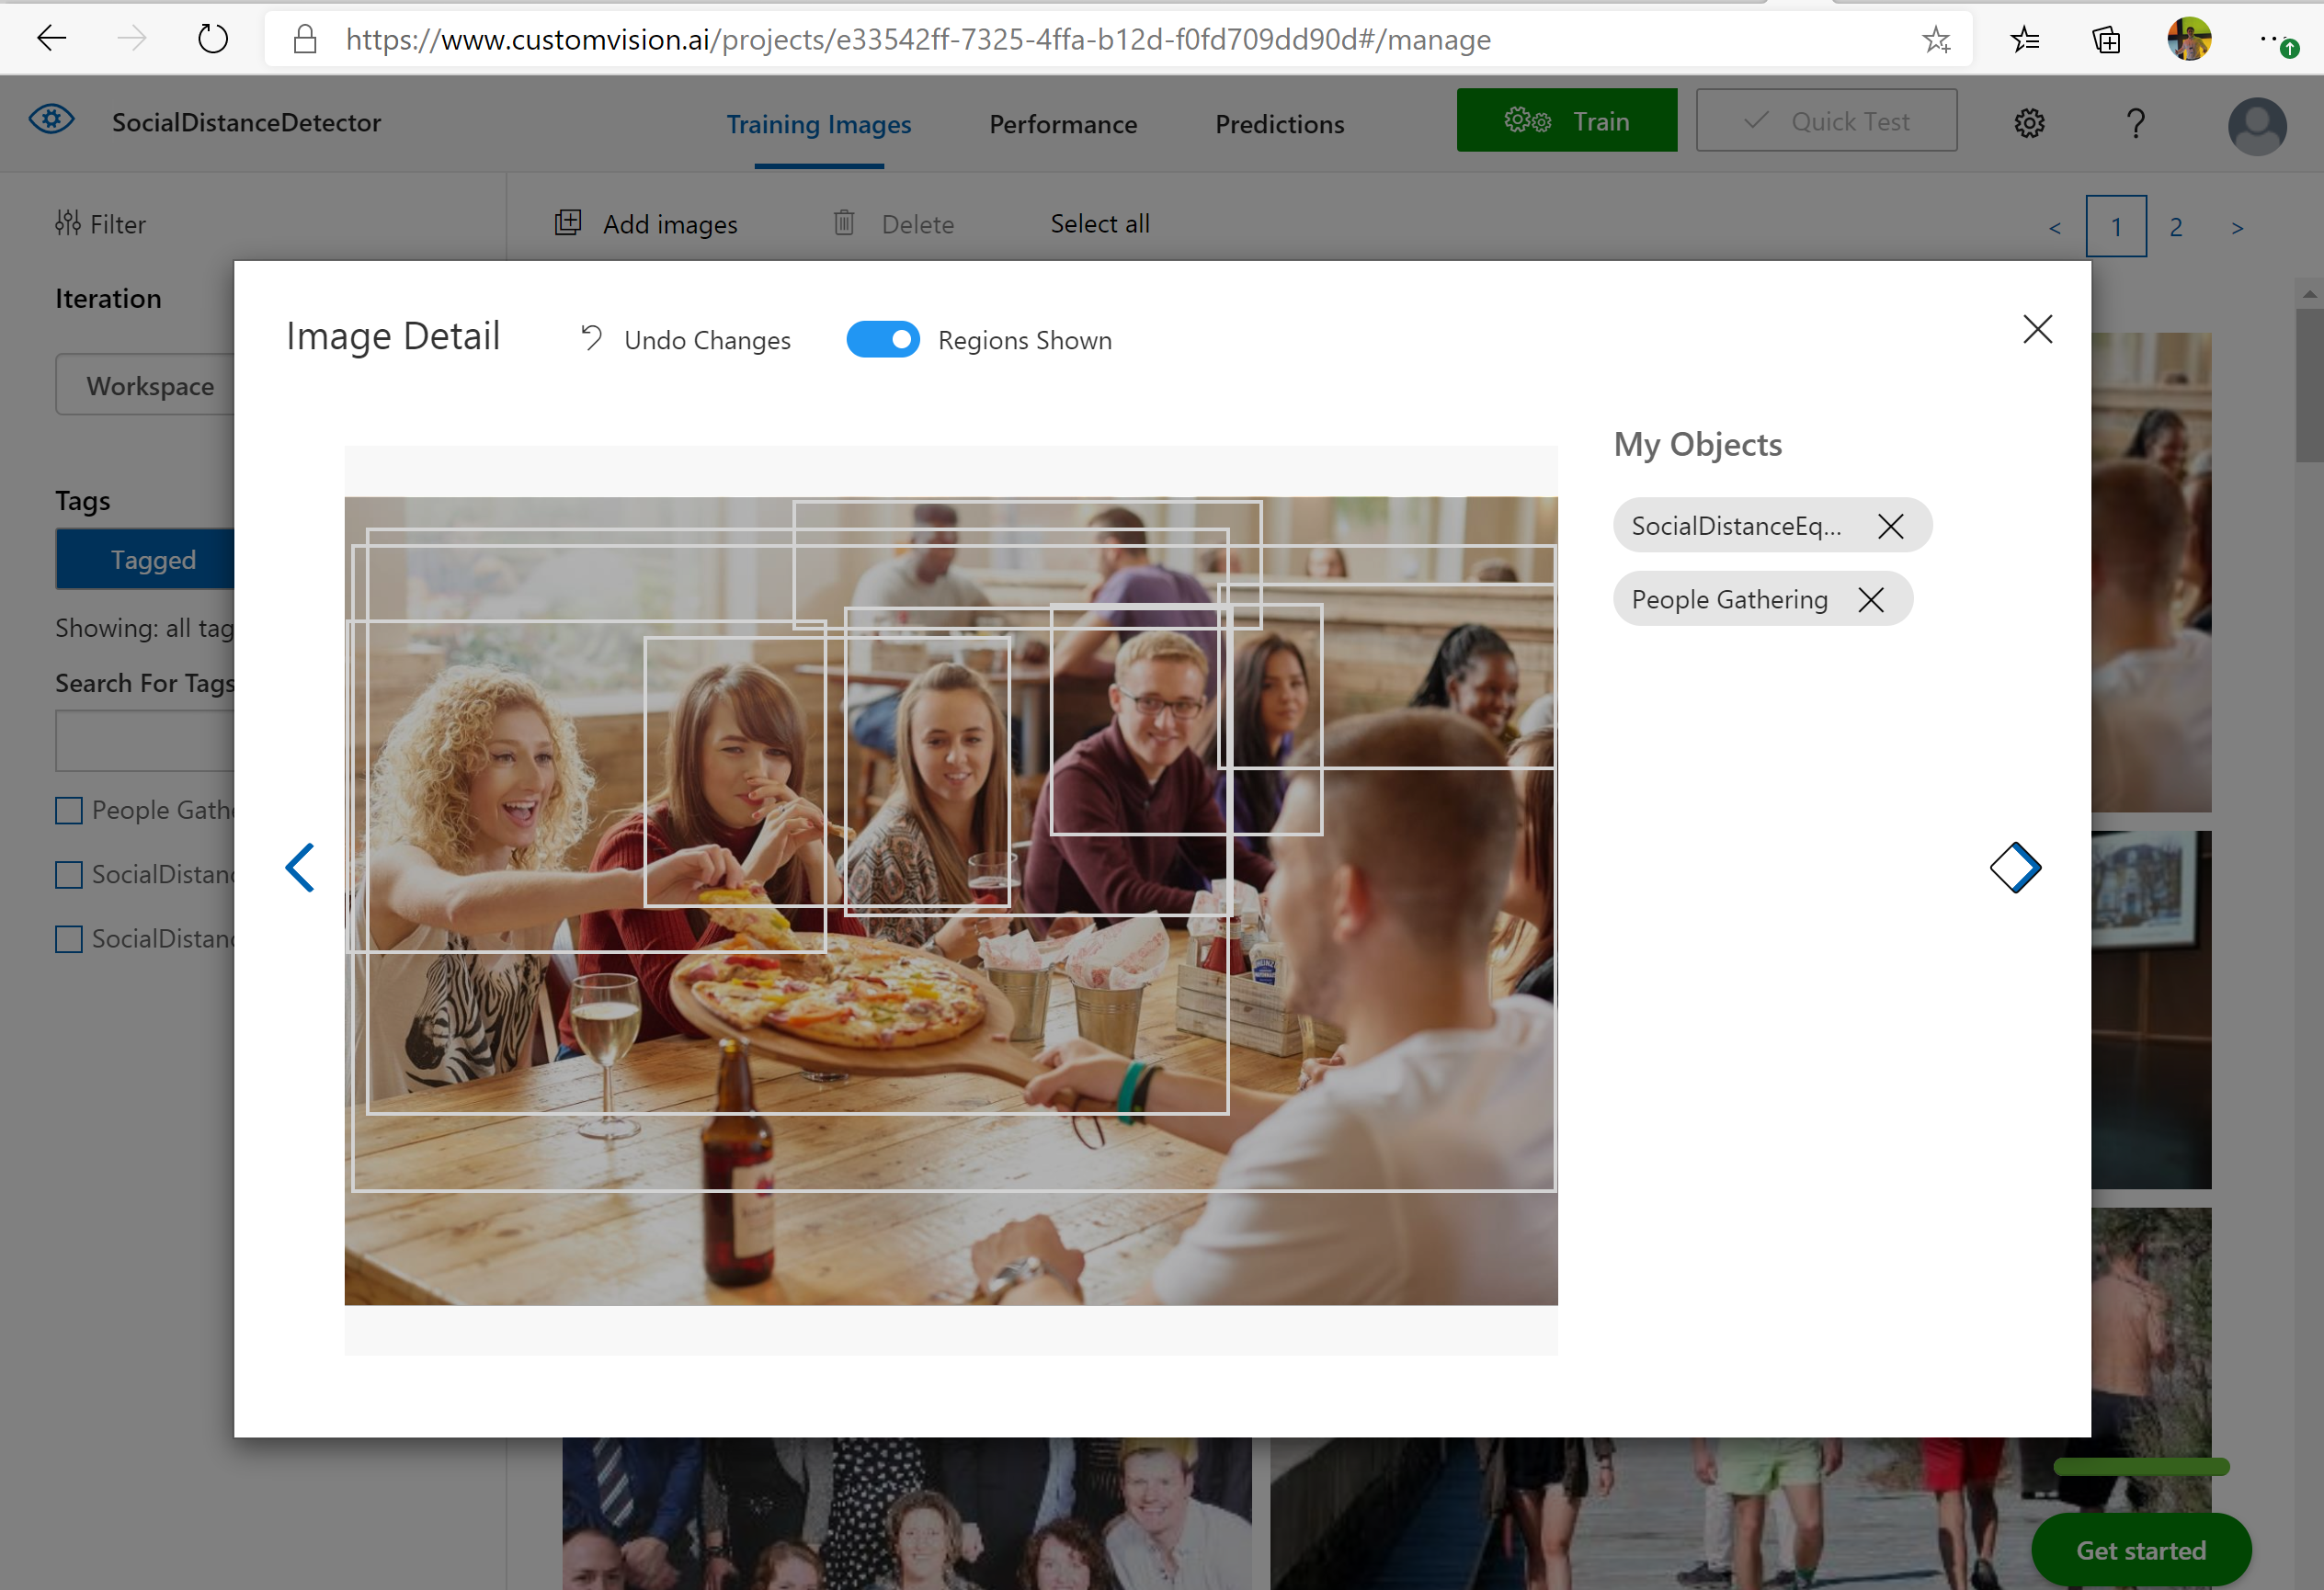 https://www.customvision.ai/projects/e33542ff-7325-4ffa-b12d-f0fd709dd90d#/manage
SocialDistanceDetector
Training Images
Performance
Predictions
Train
Quick Test
?
Filter
Add images
Delete
Select all
<
1
2
>
Iteration
Workspace
Tags
Tagged
Showing: all tag
Search For Tags
People Gath
SocialDistan
SocialDistan
Image Detail
Undo Changes
Regions Shown
My Objects
SocialDistanceEq...
People Gathering
HEINZ
Get started